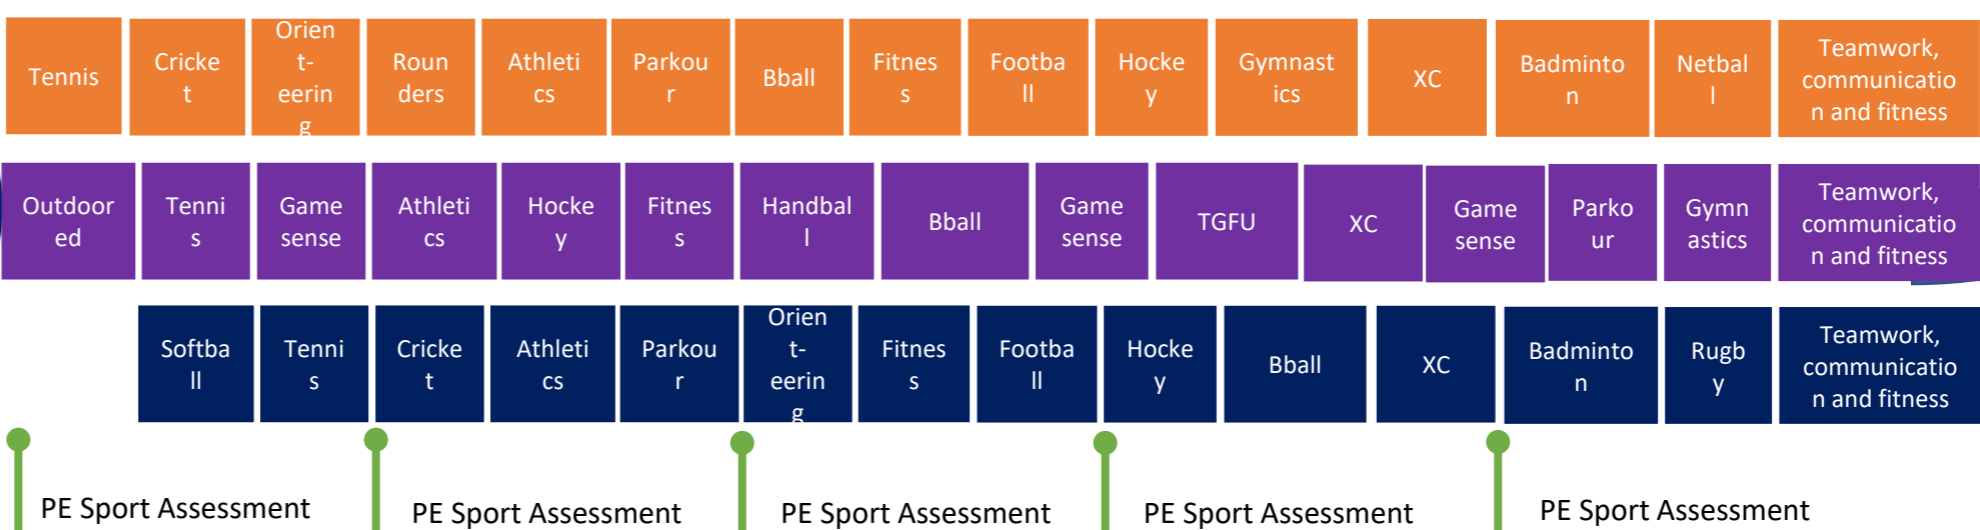 Tennis
Cricke
t
Orien
t-
eerin
g
Roun
ders
Athleti
cs
Parkou
r
Bball
Fitnes
s
Footba
ll
Hocke
y
Gymnast
ics
XC
Badminto
n
Netbal
l
Teamwork,
communicatio
n and fitness
Outdoor
ed
Tenni
s
Game
sense
Athleti
cs
Hocke
y
Fitnes
s
Handbal
l
Bball
Game
sense
TGFU
XC
Game
sense
Parko
ur
Gymn
astics
Teamwork,
communicatio
n and fitness
Softba
ll
Tenni
s
Cricke
t
Athleti
cs
Parkou
r
Orien
t-
eerin
g
Fitnes
s
Footba
ll
Hocke
y
Bball
XC
Badminto
n
Rugb
y
Teamwork,
communicatio
n and fitness
PE Sport Assessment
PE Sport Assessment
PE Sport Assessment
PE Sport Assessment
PE Sport Assessment